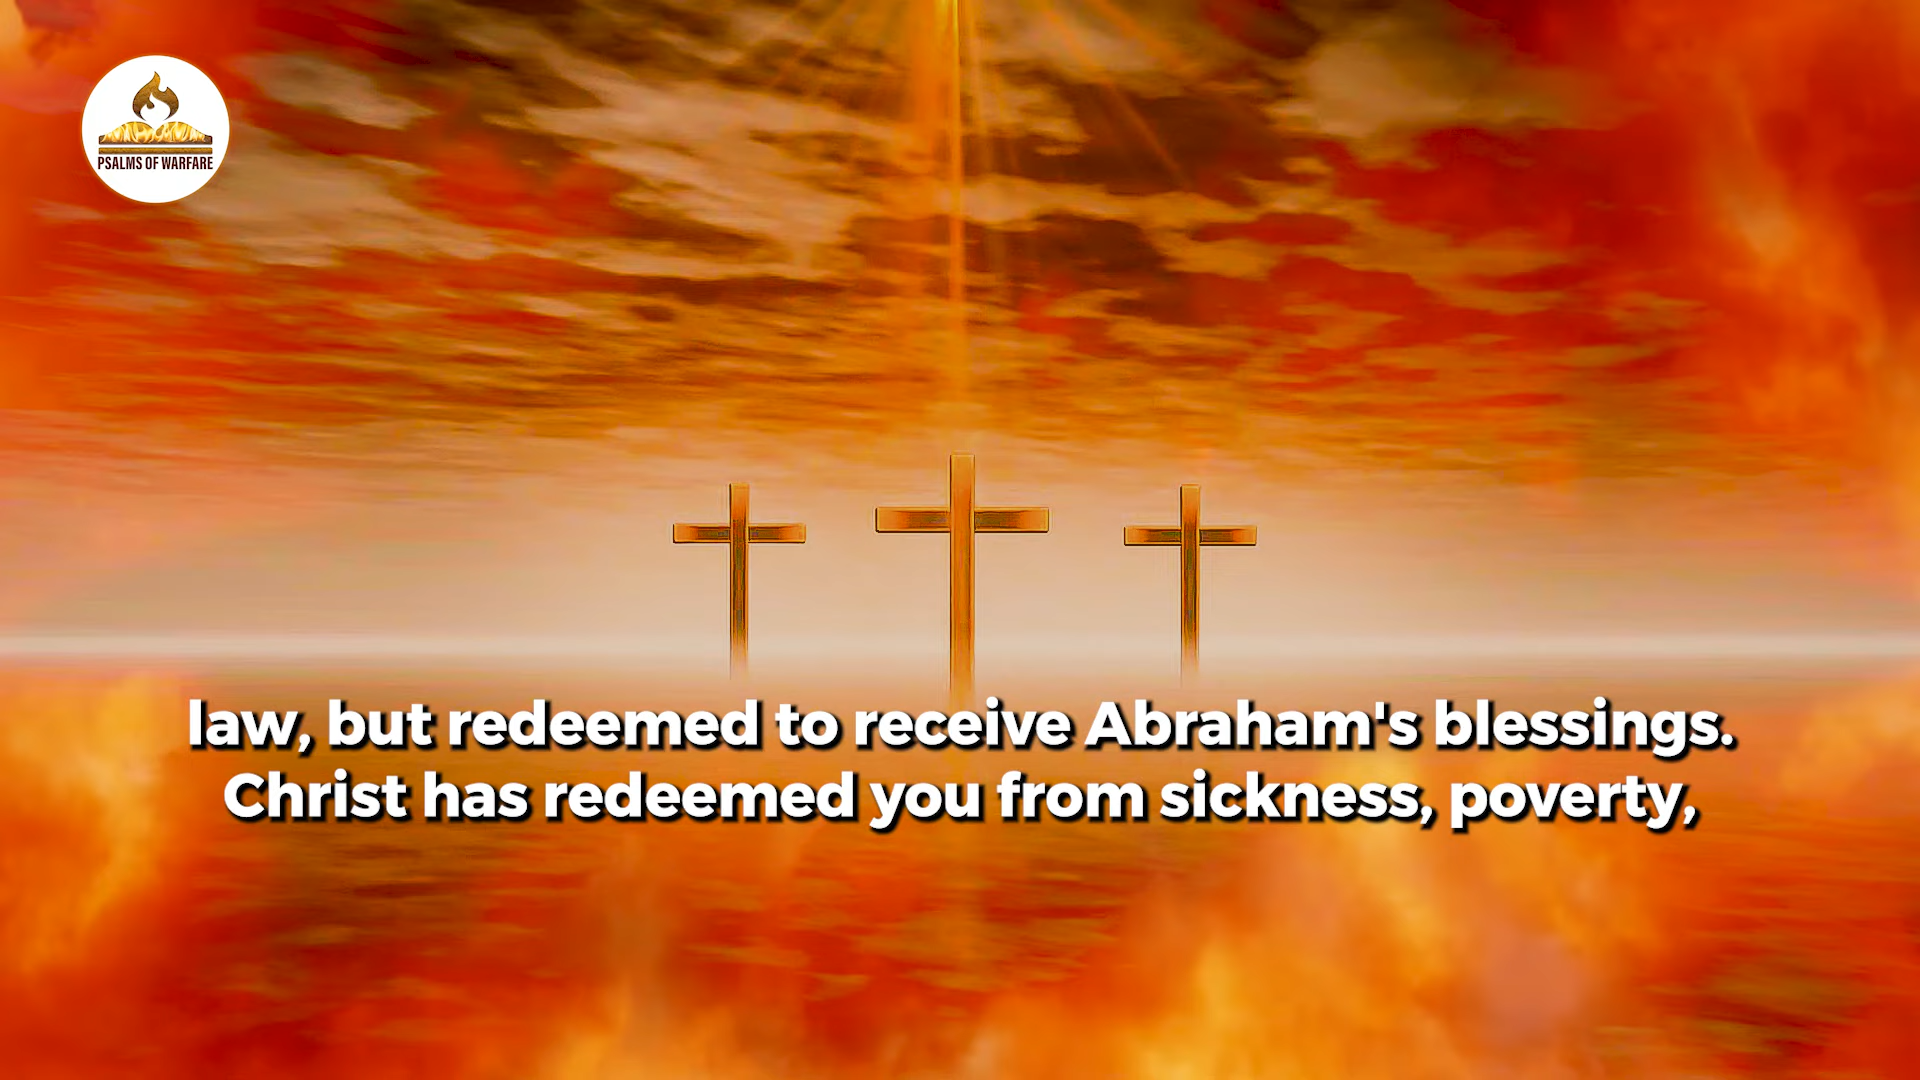 PSALMS OF WARFARE
law, but redeemed to receive Abraham's blessings.
Christ has redeemed you from sickness, poverty,